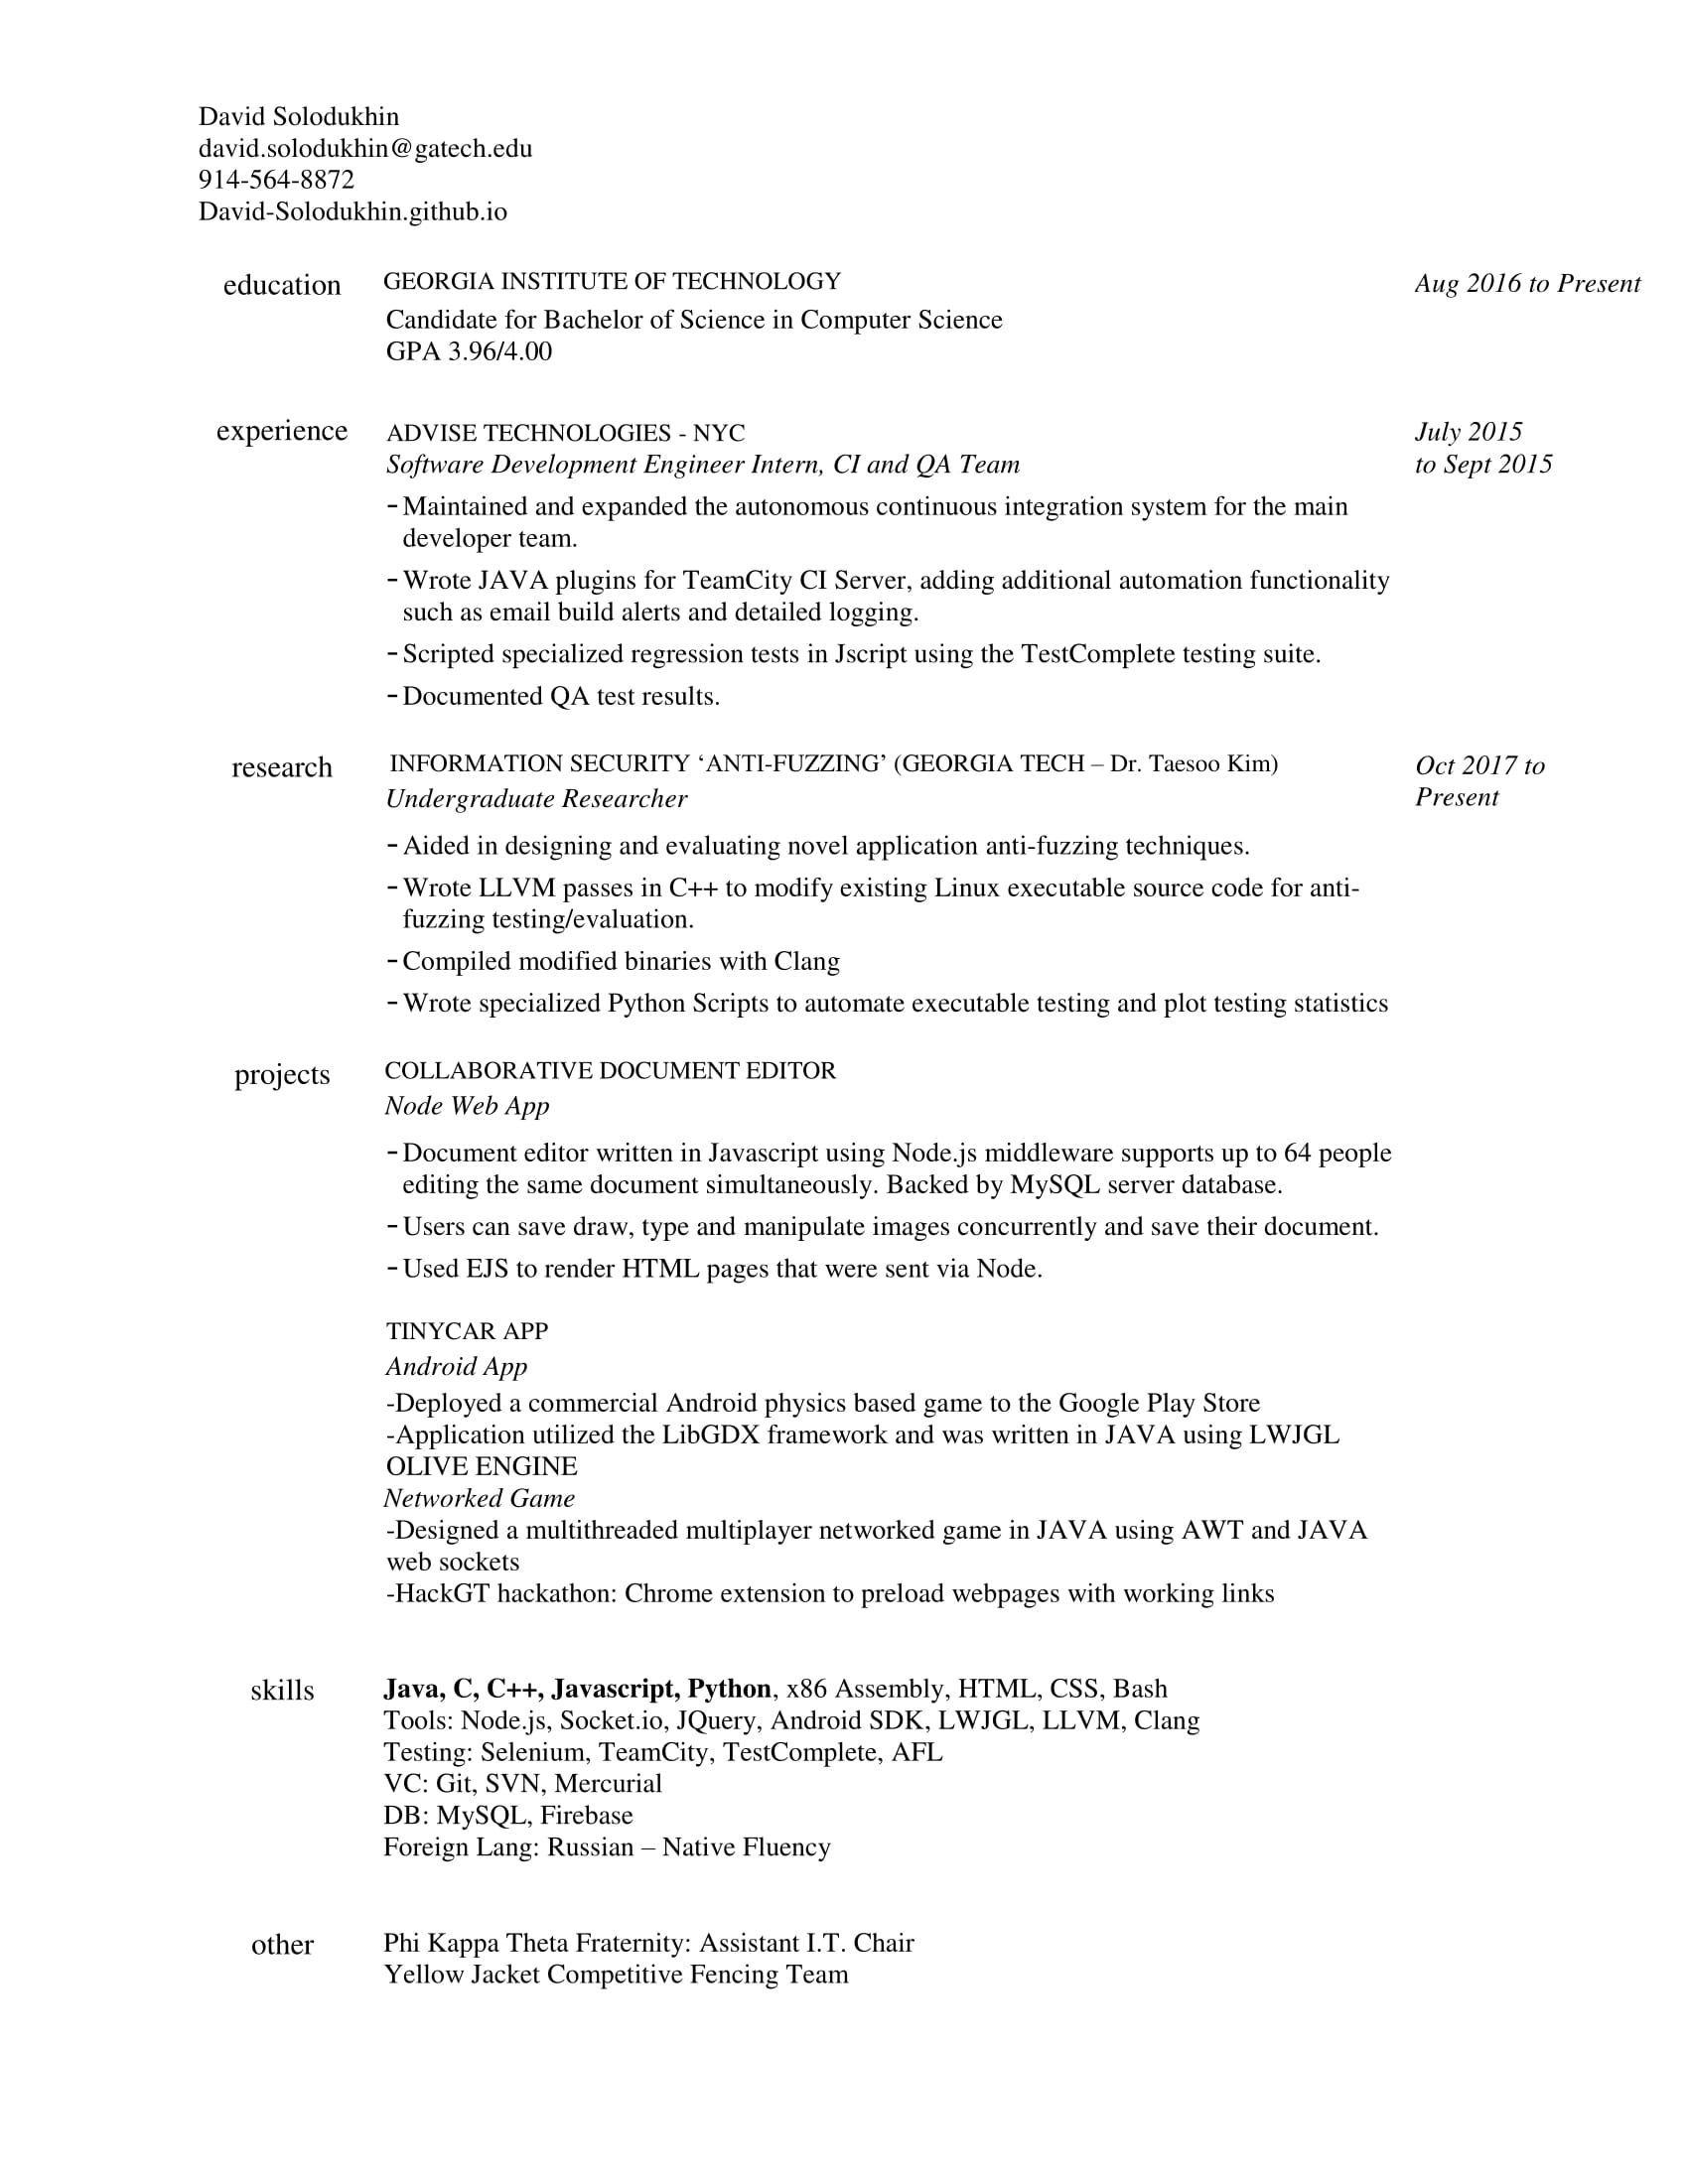 David Solodukhin
david.solodukhin@gatech.edu
914-564-8872
David-Solodukhin.github.io
education GEORGIA INSTITUTE OF TECHNOLOGY Aug 2016 to Present
Candidate for Bachelor of Science in Computer Science
GPA 3.96/4.00
experience ADVISE TECHNOLOGIES - NYC July 2015
Software Development Engineer Intern, CI and QA Team to Sept 2015
- Maintained and expanded the autonomous continuous integration system for the main
developer team.
- Wrote JAVA plugins for TeamCity CI Server, adding additional automation functionality
such as email build alerts and detailed logging.
- Scripted specialized regression tests in Jscript using the TestComplete testing suite.
- Documented QA test results.
research INFORMATION SECURITY ‘ANTI-FUZZING’ (GEORGIA TECH – Dr. Taesoo Kim) Oct 2017 to
Undergraduate Researcher Present
- Aided in designing and evaluating novel application anti-fuzzing techniques.
- Wrote LLVM passes in C++ to modify existing Linux executable source code for anti-
fuzzing testing/evaluation.
- Compiled modified binaries with Clang
- Wrote specialized Python Scripts to automate executable testing and plot testing statistics
projects COLLABORATIVE DOCUMENT EDITOR
Node Web App
- Document editor written in Javascript using Node.js middleware supports up to 64 people
editing the same document simultaneously. Backed by MySQL server database.
- Users can save draw, type and manipulate images concurrently and save their document.
- Used EJS to render HTML pages that were sent via Node.
TINYCAR APP
Android App
-Deployed a commercial Android physics based game to the Google Play Store
-Application utilized the LibGDX framework and was written in JAVA using LWJGL
OLIVE ENGINE
Networked Game
-Designed a multithreaded multiplayer networked game in JAVA using AWT and JAVA
web sockets
-HackGT hackathon: Chrome extension to preload webpages with working links
skills Java, C, C++, Javascript, Python, x86 Assembly, HTML, CSS, Bash
Tools: Node.js, Socket.io, JQuery, Android SDK, LWJGL, LLVM, Clang
Testing: Selenium, TeamCity, TestComplete, AFL
VC: Git, SVN, Mercurial
DB: MySQL, Firebase
Foreign Lang: Russian – Native Fluency
other Phi Kappa Theta Fraternity: Assistant I.T. Chair
Yellow Jacket Competitive Fencing Team